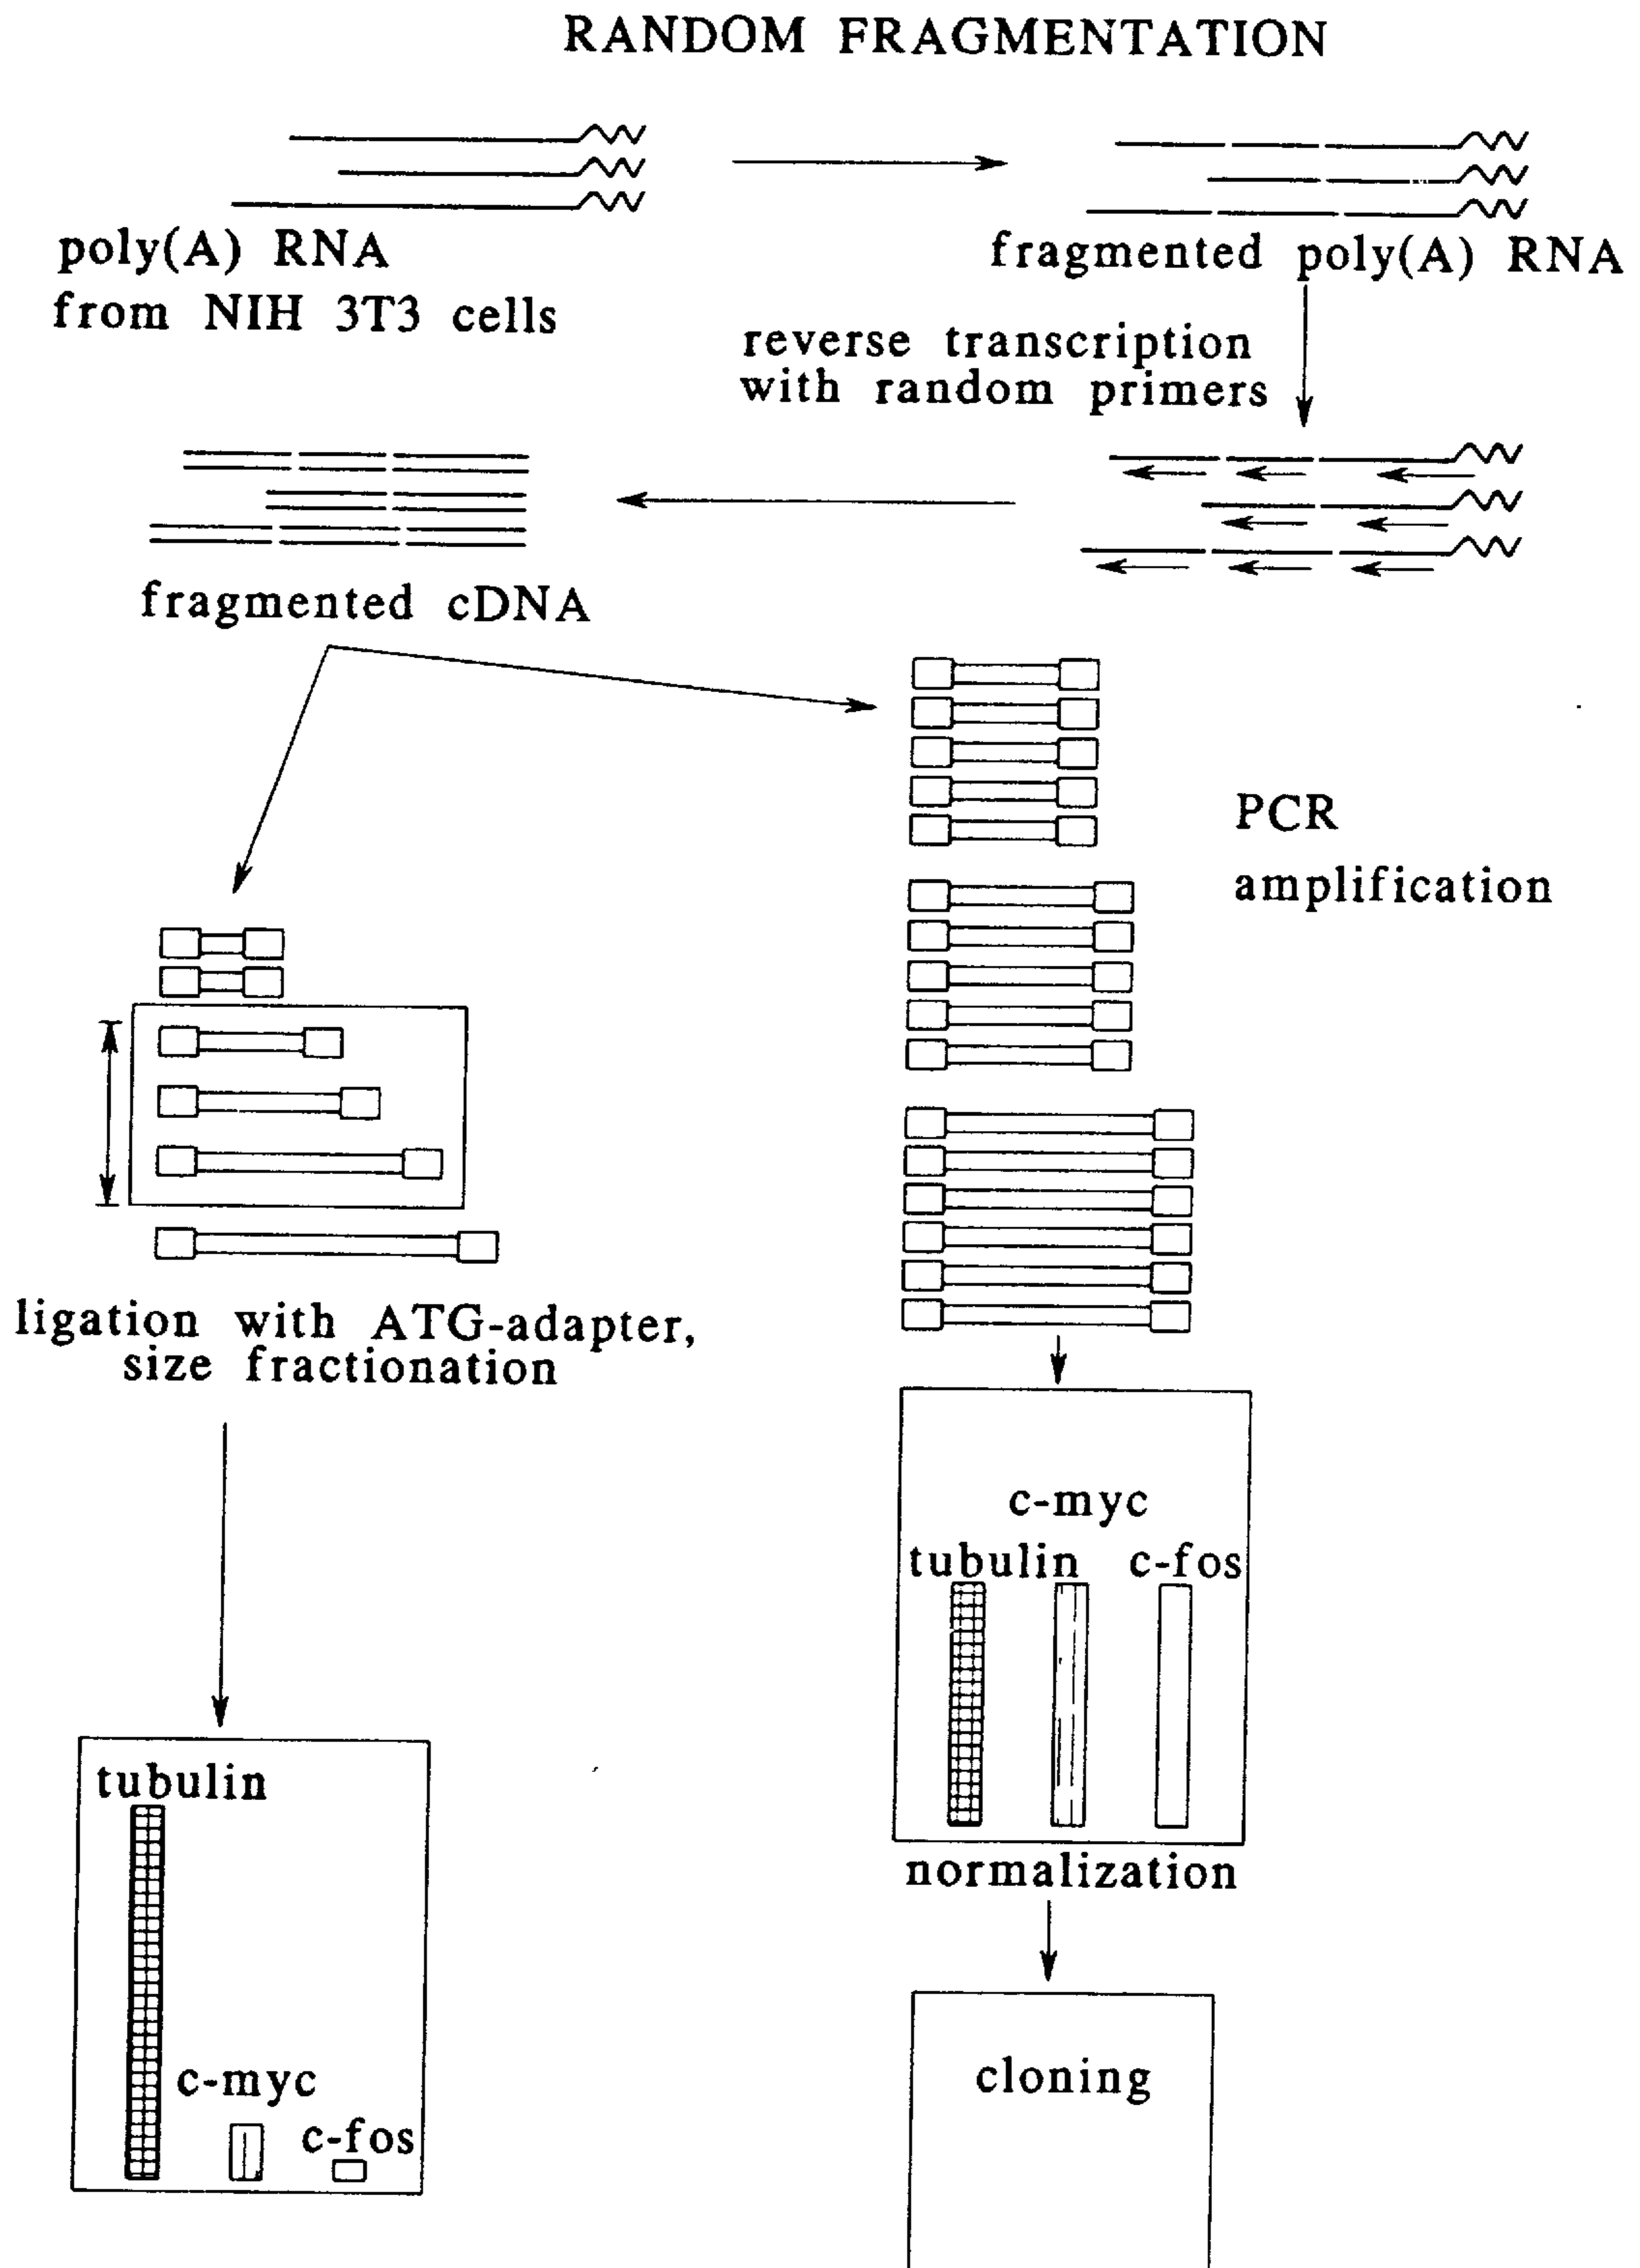 RANDOM FRAGMENTATION
poly(A) RNA
from NIH 3T3 cells
fragmented poly(A) RNA
reverse transcription
with random primers
fragmented cDNA
PCR
amplification
ligation with ATG-adapter,
size fractionation
c-myc
tubulin c-fos
normalization
tubulin
c-myc
c-fos
cloning